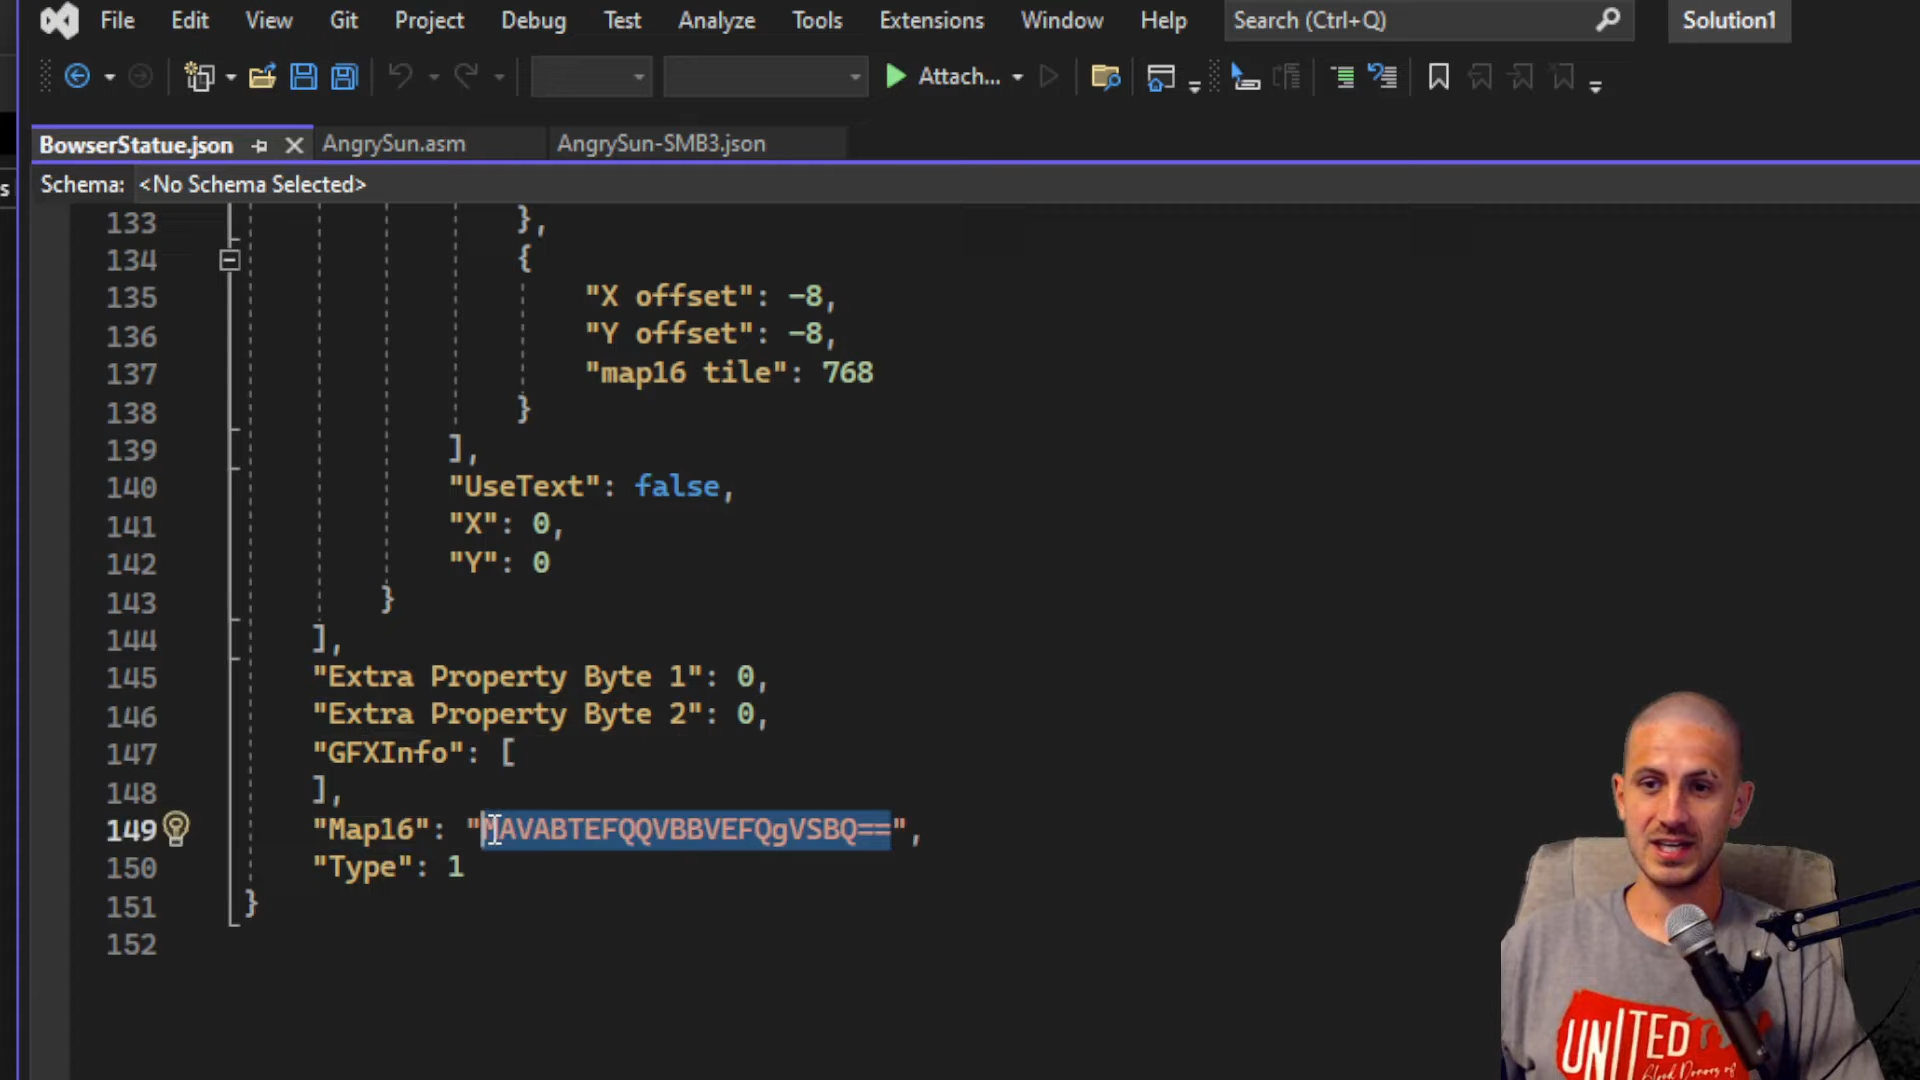 File Edit View Git Project Debug Test Analyze Tools Extensions Window Help Search (Ctrl+Q) Solution1
Attach...
BowserStatue.json AngrySun.asm AngrySun-SMB3.json
s
Schema: <No Schema Selected>
133 },
134 {
135 "X offset": -8,
136 "Y offset": -8,
137 "map16 tile": 768
138 }
139 ],
140 "UseText": false,
141 "X": 0,
142 "Y": 0
143 }
144 ],
145 "Extra Property Byte 1": 0,
146 "Extra Property Byte 2": 0,
147 "GFXInfo": [
148 ],
149 "Map16": "MAVABTEFQQVBBVEFQgVSBQ==",
150 "Type": 1
151 }
152
UNITED
Blood Donors of